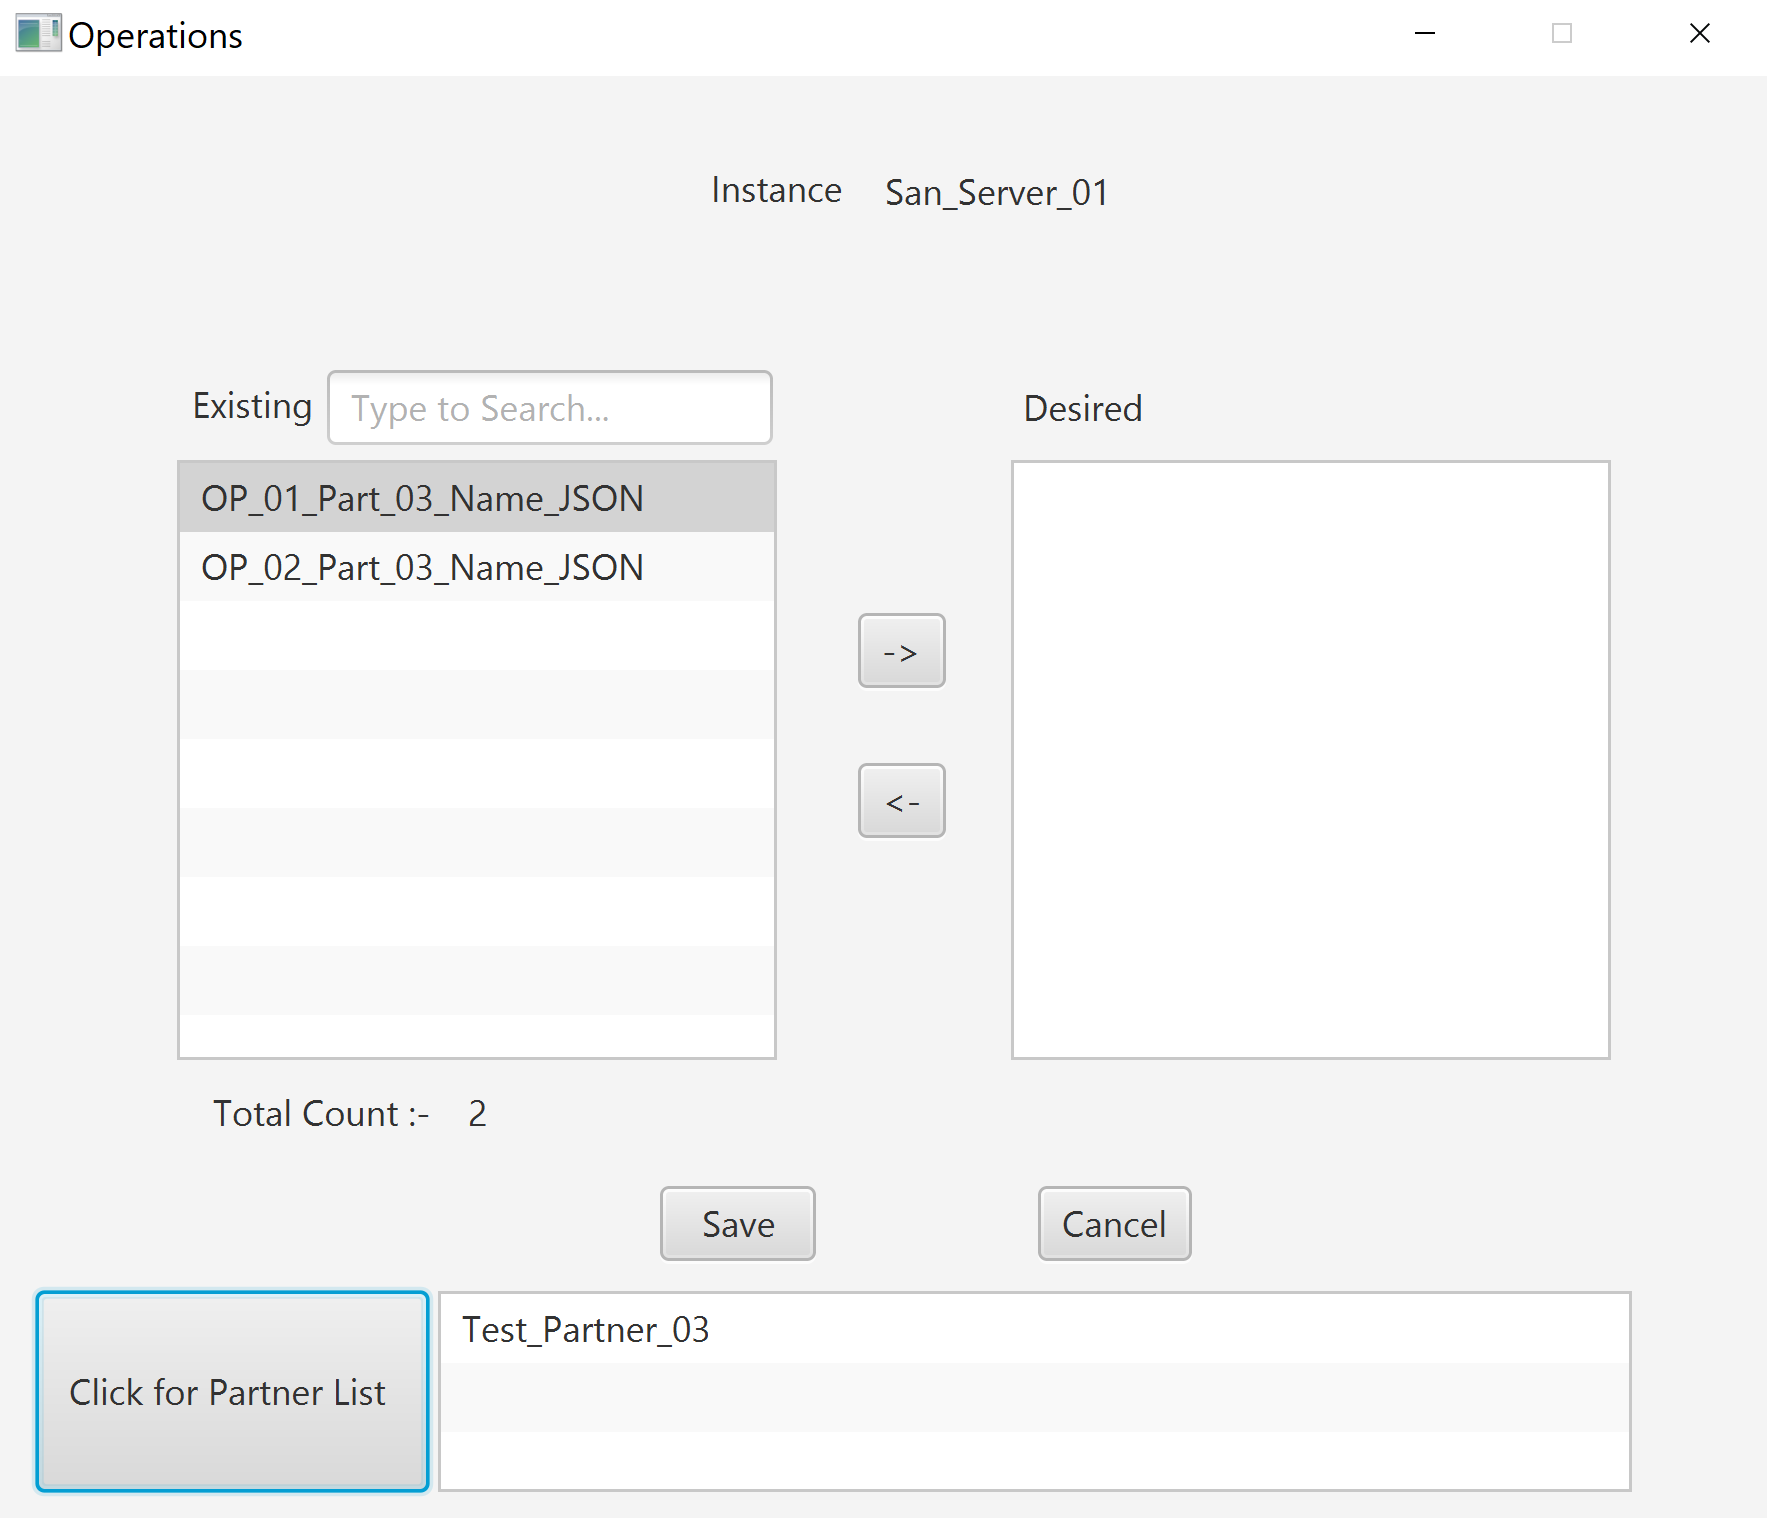 Operations
Instance San_Server_01
Existing Type to Search... Desired
OP_01_Part_03_Name_JSON
OP_02_Part_03_Name_JSON
->
<-
Total Count :- 2
Save Cancel
Click for Partner List
Test_Partner_03